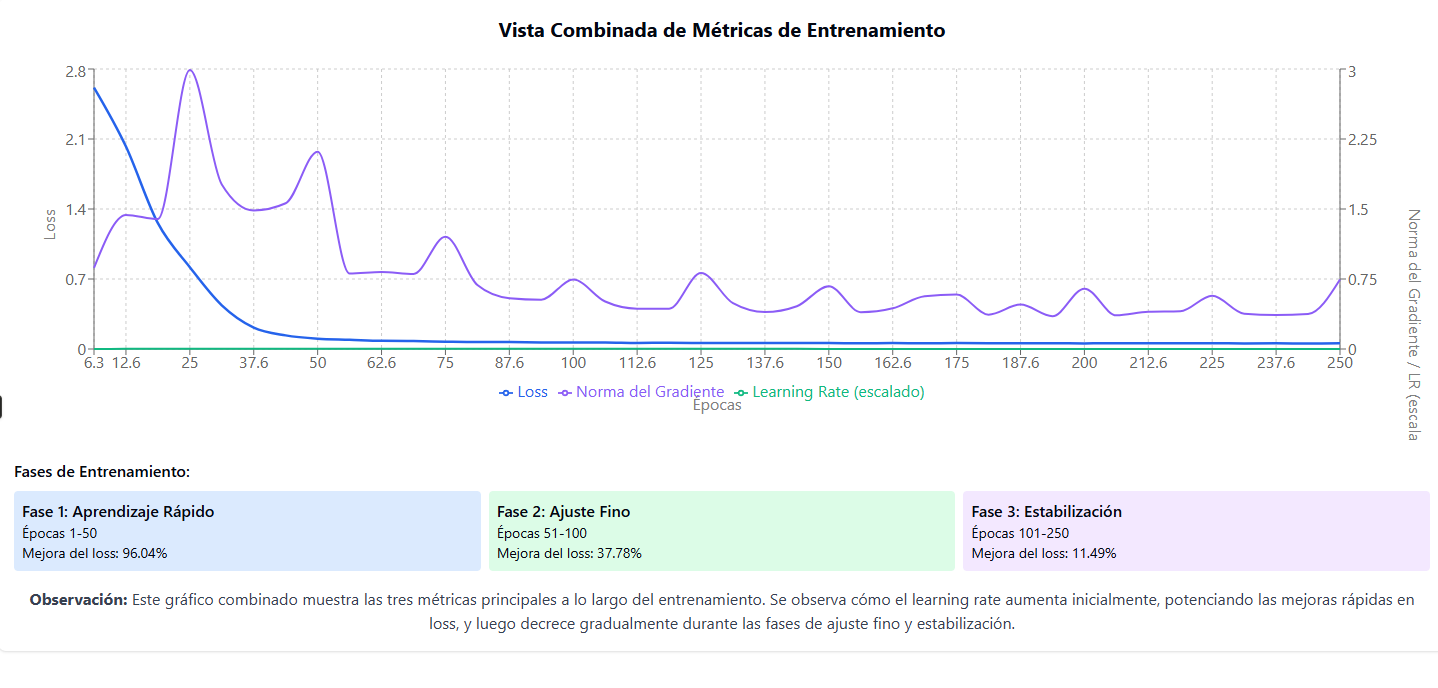 Vista Combinada de Métricas de Entrenamiento
2.8
2.1
1.4
0.7
0
Loss
3
2.25
1.5
0.75
0
Norma del Gradiente / LR (escala
6.3 12.6 25 37.6 50 62.6 75 87.6 100 112.6 125 137.6 150 162.6 175 187.6 200 212.6 225 237.6 250
Loss Norma del Gradiente Learning Rate (escalado)
Épocas
Fases de Entrenamiento:
Fase 1: Aprendizaje Rápido
Épocas 1-50
Mejora del loss: 96.04%
Fase 2: Ajuste Fino
Épocas 51-100
Mejora del loss: 37.78%
Fase 3: Estabilización
Épocas 101-250
Mejora del loss: 11.49%
Observación: Este gráfico combinado muestra las tres métricas principales a lo largo del entrenamiento. Se observa cómo el learning rate aumenta inicialmente, potenciando las mejoras rápidas en
loss, y luego decrece gradualmente durante las fases de ajuste fino y estabilización.